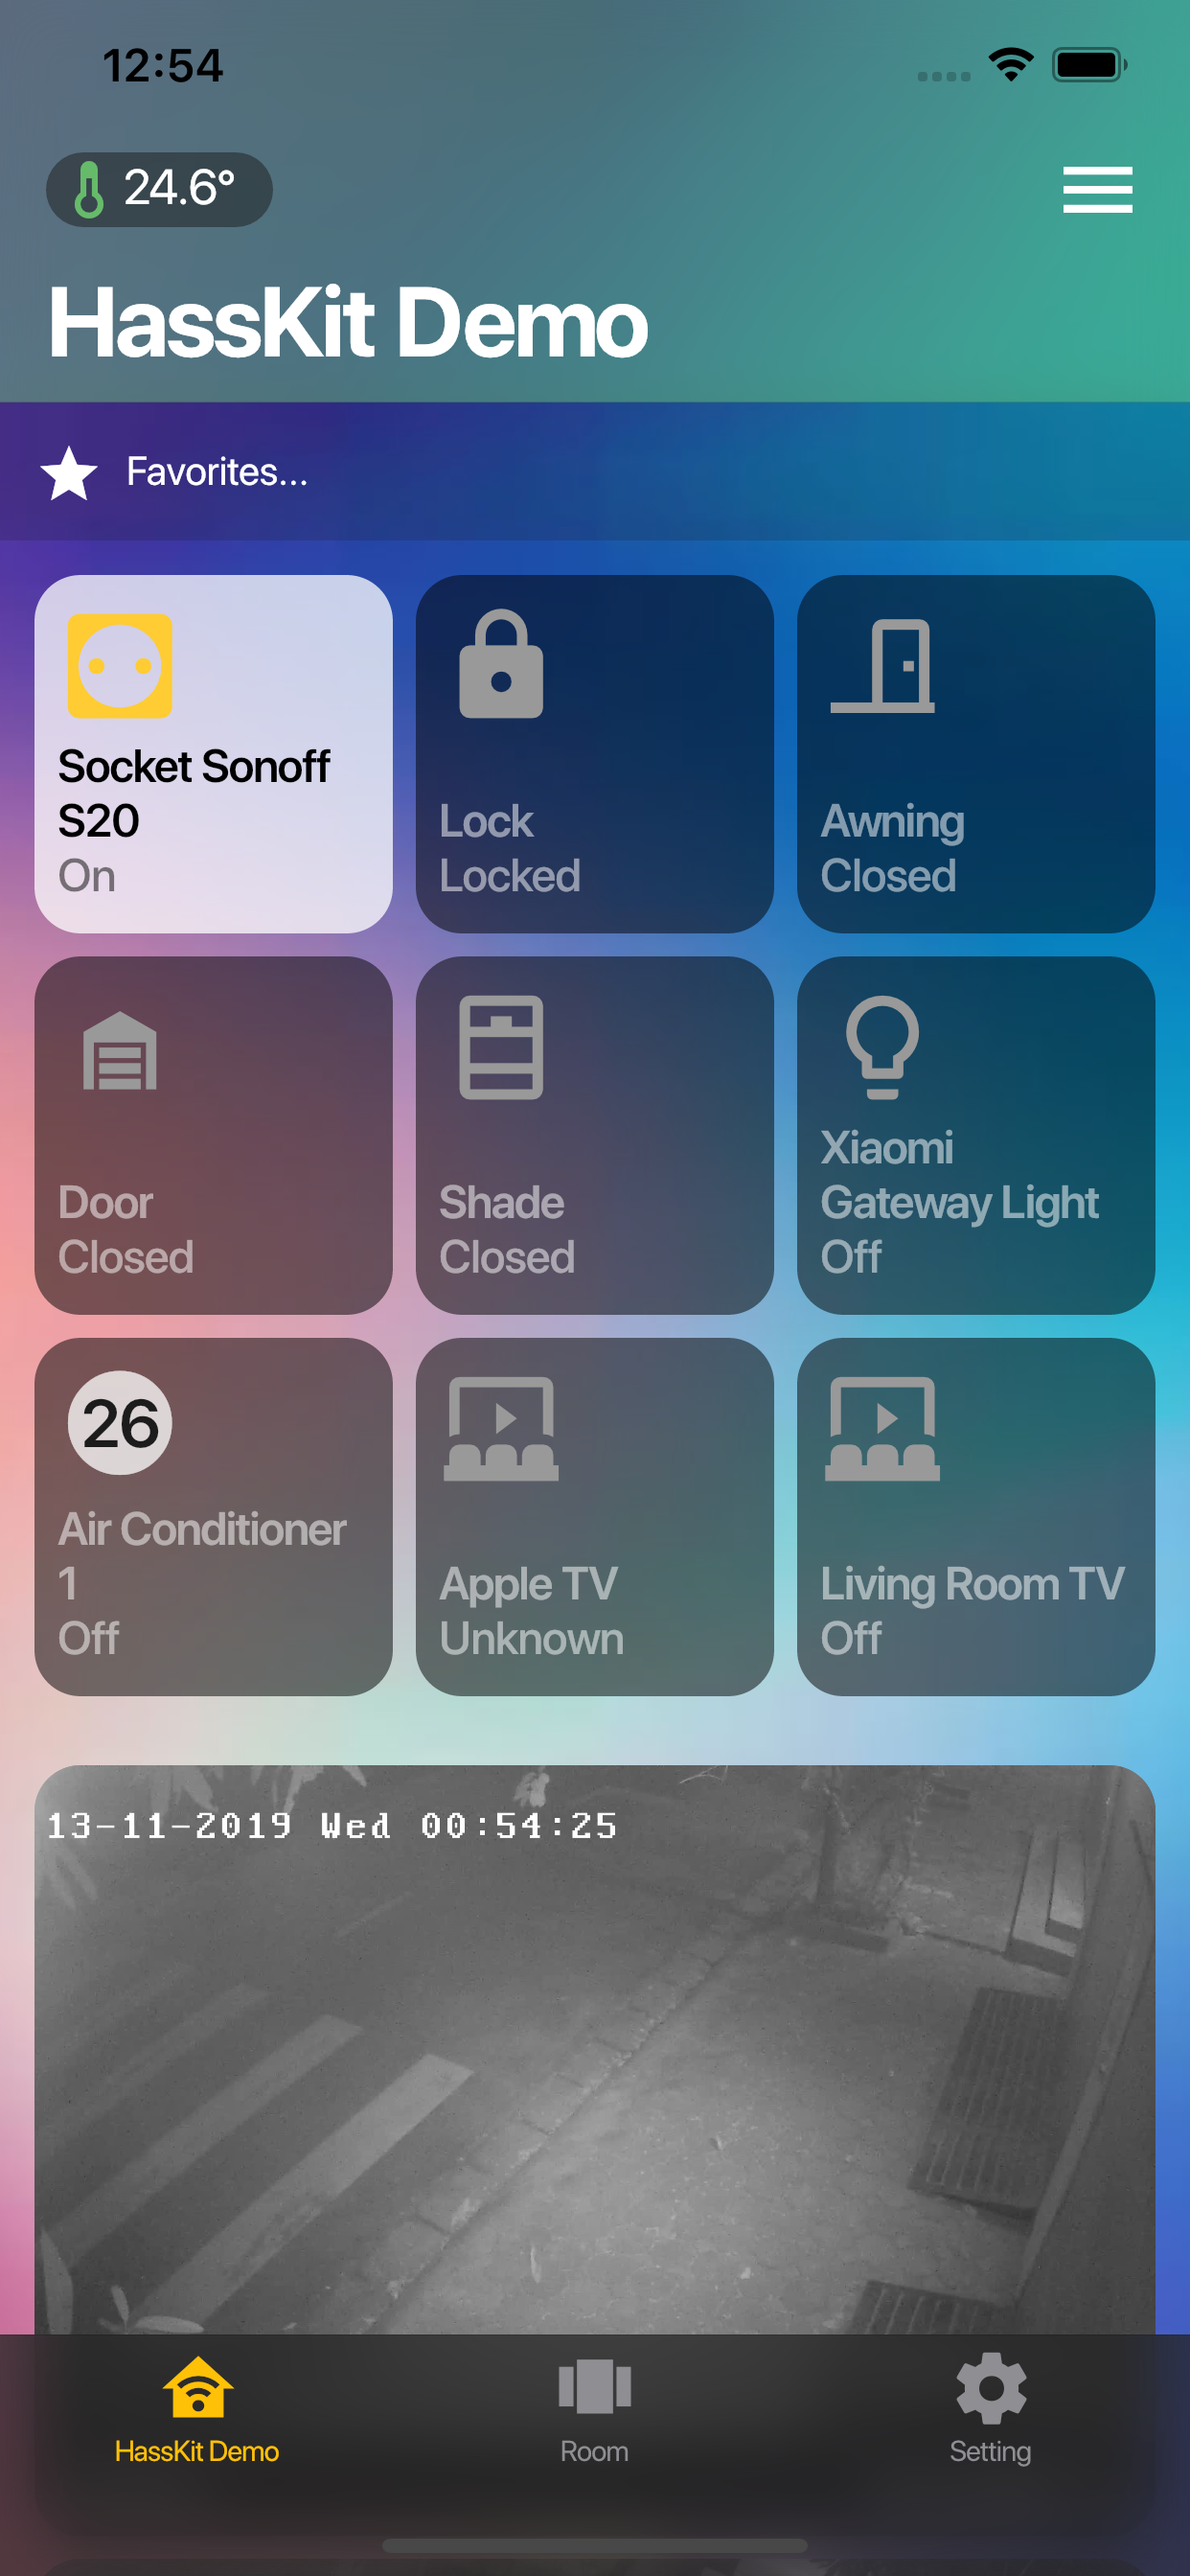 12:54
24.6°
HassKit Demo
Favorites...
Socket Sonoff
S20
On
Lock
Locked
Awning
Closed
Door
Closed
Shade
Closed
Xiaomi
Gateway Light
Off
26
Air Conditioner
1
Off
Apple TV
Unknown
Living Room TV
Off
13-11-2019 Wed 00:54:25
HassKit Demo
Room
Setting